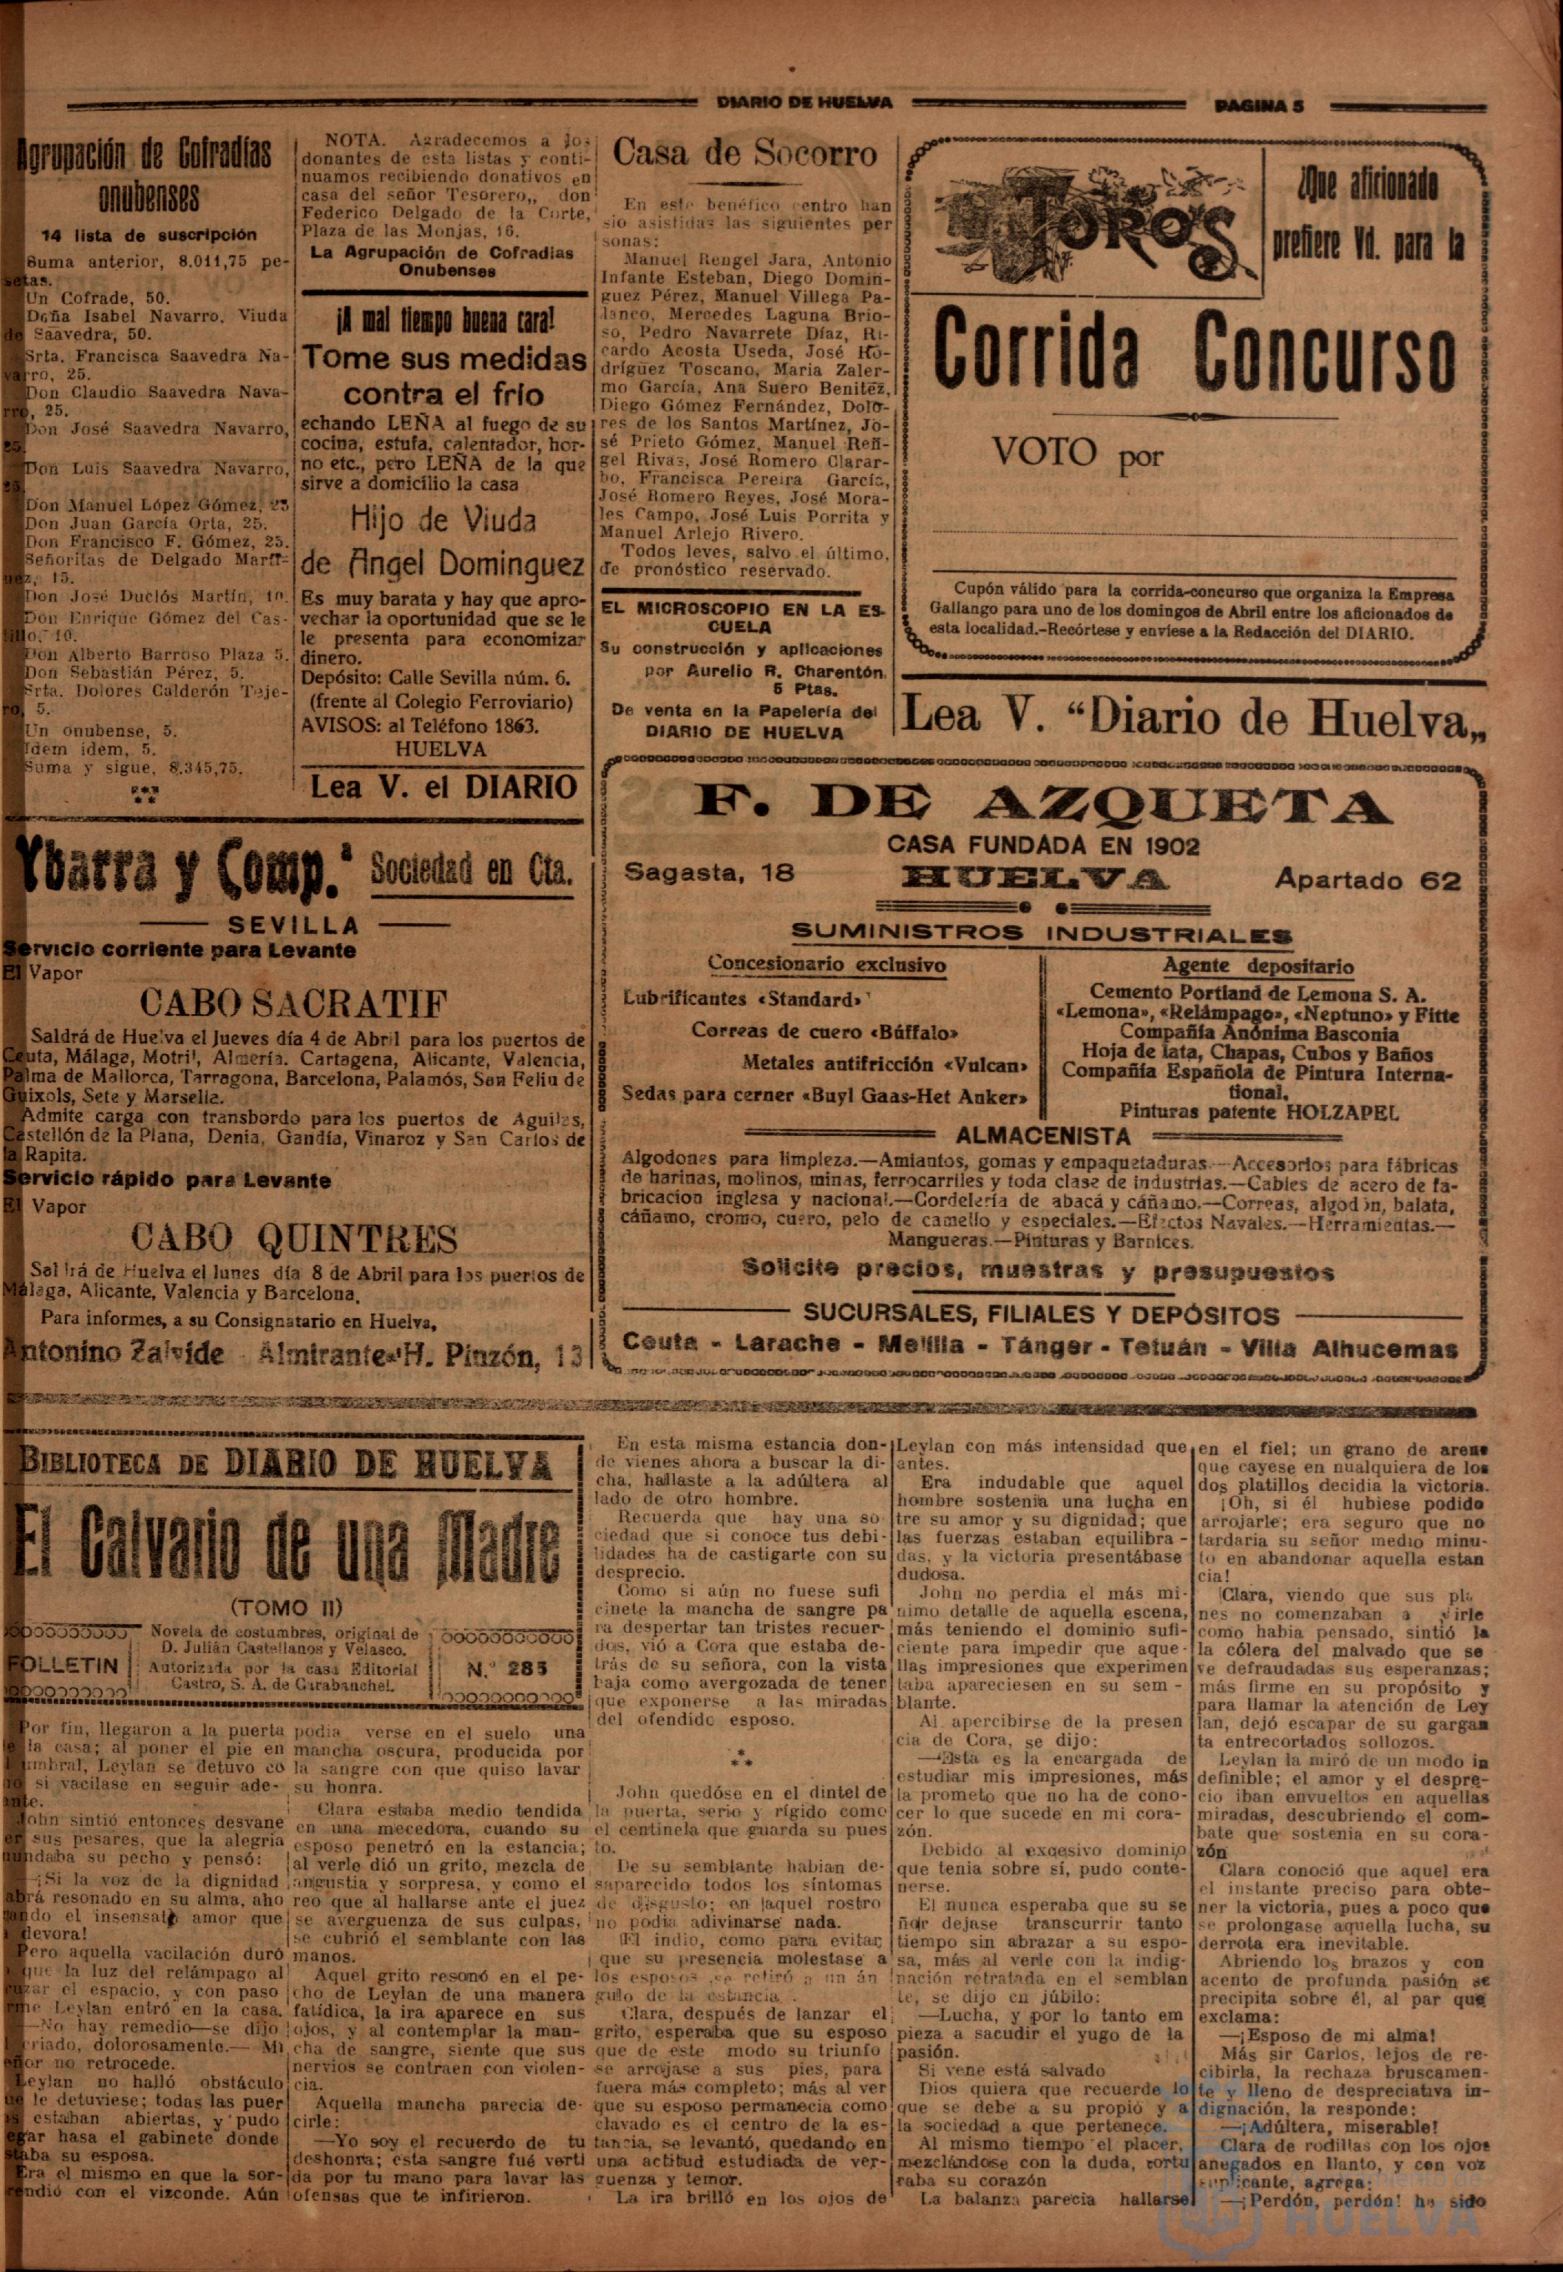 DIARIO DE HUELVA
PAGINA 5
Agrupación de Cofradías
onubenses
14 lista de suscripción
Suma anterior, 8.011,75 pe-
setas.
Un Cofrade, 50.
Doña Isabel Navarro, Viuda
de Saavedra, 50.
Srta. Francisca Saavedra Na-
varro, 25.
Don Claudio Saavedra Nava-
rro, 25.
Don José Saavedra Navarro,
25.
Don Luis Saavedra Navarro,
25.
Don Manuel López Gómez, 25
Don Juan García Orta, 25.
Don Francisco F. Gómez, 25.
Señoritas de Delgado Martí-
nez, 15.
Don José Duclós Martín, 10.
Don Enrique Gómez del Cas-
tillo, 10.
Don Alberto Barroso Plaza 5.
Don Sebastián Pérez, 5.
Srta. Dolores Calderón Teje-
ro, 5.
Un onubense, 5.
Idem idem, 5.
Suma y sigue, 8.345,75.
NOTA. Agradecemos a los
donantes de esta listas y conti-
nuamos recibiendo donativos en
casa del señor Tesorero,, don
Federico Delgado de la Corte,
Plaza de las Monjas, 16.
La Agrupación de Cofradías
Onubenses
¡A mal tiempo buena cara!
Tome sus medidas
contra el frío
echando LEÑA al fuego de su
cocina, estufa, calentador, hor-
no etc., pero LEÑA de la que
sirve a domicilio la casa
Hijo de Viuda
de Angel Dominguez
Es muy barata y hay que apro-
vechar la oportunidad que se le
le presenta para economizar
dinero.
Depósito: Calle Sevilla núm. 6.
(frente al Colegio Ferroviario)
AVISOS: al Teléfono 1863.
HUELVA
Lea V. el DIARIO
Casa de Socorro
En este benéfico centro han
sio asistidas las siguientes per
sonas:
Manuel Rengel Jara, Antonio
Infante Esteban, Diego Domin-
guez Pérez, Manuel Villega Pa-
lanco, Mercedes Laguna Brio-
so, Pedro Navarrete Díaz, Ri-
cardo Acosta Useda, José Ro-
dríguez Toscano, Maria Zaler-
mo García, Ana Suero Benitez,
Diego Gómez Fernández, Dolo-
res de los Santos Martínez, Jo-
sé Prieto Gómez, Manuel Ren-
gel Rivas, José Romero Clarar-
bo, Francisca Pereira García,
José Romero Reyes, José Mora-
les Campo, José Luis Porrita y
Manuel Arlejo Rivero.
Todos leves, salvo el último,
de pronóstico reservado.
EL MICROSCOPIO EN LA ES-
CUELA
Su construcción y aplicaciones
por Aurelio R. Charentón.
5 Ptas.
De venta en la Papelería del
DIARIO DE HUELVA
TOROS
¿Que aficionado
prefiere Vd. para la
Corrida Concurso
VOTO por
Cupón válido para la corrida-concurso que organiza la Empresa
Gallango para uno de los domingos de Abril entre los aficionados de
esta localidad.-Recórtese y envíese a la Redacción del DIARIO.
Lea V. "Diario de Huelva„
Ybarra y Comp.ª Sociedad en Cta.
SEVILLA
Servicio corriente para Levante
El Vapor
CABO SACRATIF
Saldrá de Huelva el Jueves día 4 de Abril para los puertos de
Ceuta, Málaga, Motril, Almería. Cartagena, Alicante, Valencia,
Palma de Mallorca, Tarragona, Barcelona, Palamós, San Feliu de
Guixols, Sete y Marsella.
Admite carga con transbordo para los puertos de Aguilas,
Castellón de la Plana, Denia, Gandía, Vinaroz y San Carlos de
la Rapita.
Servicio rápido para Levante
El Vapor
CABO QUINTRES
Saldrá de Huelva el lunes día 8 de Abril para los puertos de
Málaga, Alicante, Valencia y Barcelona.
Para informes, a su Consignatario en Huelva,
Antonino Zalvide - Almirante H. Pinzón, 13
F. DE AZQUETA
CASA FUNDADA EN 1902
Sagasta, 18 HUELVA Apartado 62
SUMINISTROS INDUSTRIALES
Concesionario exclusivo
Lubrificantes «Standard»
Correas de cuero «Búffalo»
Metales antifricción «Vulcan»
Sedas para cerner «Buyl Gaas-Het Anker»
Agente depositario
Cemento Portland de Lemona S. A.
«Lemona», «Relámpago», «Neptuno» y Fitte
Compañía Anónima Basconia
Hoja de lata, Chapas, Cubos y Baños
Compañía Española de Pintura Interna-
tional.
Pinturas patente HOLZAPEL
ALMACENISTA
Algodones para limpieza.—Amiantos, gomas y empaquetaduras.—Accesorios para fábricas
de harinas, molinos, minas, ferrocarriles y toda clase de industrias.—Cables de acero de fa-
bricacion inglesa y nacional.—Cordelería de abacá y cáñamo.—Correas, algodón, balata,
cáñamo, cromo, cuero, pelo de camello y especiales.—Efectos Navales.—Herramientas.—
Mangueras.—Pinturas y Barnices.
Solicite precios, muestras y presupuestos
SUCURSALES, FILIALES Y DEPÓSITOS
Ceuta - Larache - Melilla - Tánger - Tetuán - Villa Alhucemas
BIBLIOTECA DE DIARIO DE HUELVA
El Calvario de una Madre
(TOMO II)
FOLLETIN
Novela de costumbres, original de
D. Julián Castellanos y Velasco.
Autorizada por la casa Editorial
Castro, S. A. de Carabanchel.
N.º 283
Por fin, llegaron a la puerta
de la casa; al poner el pie en
umbral, Leylan se detuvo co
mo si vacilase en seguir ade-
ante.
John sintió entonces desvane
er sus pesares, que la alegria
undaba su pecho y pensó:
—¡Si la voz de la dignidad
abrá resonado en su alma, aho
gando el insensato amor que
devora!
Pero aquella vacilación duró
que la luz del relámpago al
ruzar el espacio, y con paso
rme Leylan entró en la casa.
—No hay remedio—se dijo
criado, dolorosamente.— Mi
eñor no retrocede.
Leylan no halló obstáculo
ue le detuviese; todas las puer
as estaban abiertas, y pudo
egar hasa el gabinete donde
staba su esposa.
Era el mismo en que la sor-
rendió con el vizconde. Aún
podia verse en el suelo una
mancha oscura, producida por
la sangre con que quiso lavar
su honra.
Clara estaba medio tendida
en una mecedora, cuando su
esposo penetró en la estancia;
al verle dió un grito, mezcla de
angustia y sorpresa, y como el
reo que al hallarse ante el juez
se averguenza de sus culpas,
se cubrió el semblante con las
manos.
Aquel grito resonó en el pe-
cho de Leylan de una manera
fatídica, la ira aparece en sus
ojos, y al contemplar la man-
cha de sangre, siente que sus
nervios se contraen con violen-
cia.
Aquella mancha parecia de-
cirle:
—Yo soy el recuerdo de tu
deshonra; esta sangre fué verti
da por tu mano para lavar las
ofensas que te infirieron.
En esta misma estancia don-
de vienes ahora a buscar la di-
cha, hallaste a la adúltera al
lado de otro hombre.
Recuerda que hay una so
ciedad que si conoce tus debi-
lidades ha de castigarte con su
desprecio.
Como si aún no fuese sufi
cinete la mancha de sangre pa
ra despertar tan tristes recuer-
dos, vió a Cora que estaba de-
trás de su señora, con la vista
baja como avergozada de tener
que exponerse a las miradas
del ofendido esposo.
John quedóse en el dintel de
la puerta, serio y rígido como
el centinela que guarda su pues
to.
De su semblante habian de-
saparecido todos los síntomas
de disgusto; en aquel rostro
no podia adivinarse nada.
El indio, como para evitar
que su presencia molestase a
los esposos ,se retiró a un án
gulo de la estancia .
Clara, después de lanzar el
grito, esperaba que su esposo
que de este modo su triunfo
se arrojase a sus pies, para
fuera más completo; más al ver
que su esposo permanecia como
clavado es el centro de la es-
tancia, se levantó, quedando en
una actitud estudiada de ver-
guenza y temor.
La ira brilló en los ojos de
Leylan con más intensidad que
antes.
Era indudable que aquel
hombre sostenia una lucha en
tre su amor y su dignidad; que
las fuerzas estaban equilibra -
das, y la victoria presentábase
dudosa.
John no perdia el más mi-
nimo detalle de aquella escena,
más teniendo el dominio sufi-
ciente para impedir que aque-
llas impresiones que experimen
taba apareciesen en su sem -
blante.
Al apercibirse de la presen
cia de Cora, se dijo:
—Esta es la encargada de
estudiar mis impresiones, más
la prometo que no ha de cono-
cer lo que sucede en mi cora-
zón.
Debido al exoesivo dominio
que tenia sobre sí, pudo conte-
nerse.
El nunca esperaba que su se
ñor dejase transcurrir tanto
tiempo sin abrazar a su espo-
sa, más al verle con la indig-
nación retratada en el semblan
te, se dijo en júbilo:
—Lucha, y por lo tanto em
pieza a sacudir el yugo de la
pasión.
Si vene está salvado
Dios quiera que recuerde lo
que se debe a su propió y a
la sociedad a que pertenece.
Al mismo tiempo el placer,
mezclándose con la duda, tortu
raba su corazón
La balanza parecia hallarse
en el fiel; un grano de arena
que cayese en nualquiera de los
dos platillos decidia la victoria.
¡Oh, si él hubiese podido
arrojarle; era seguro que no
tardaria su señor medio minu-
to en abandonar aquella estan
cia!
Clara, viendo que sus pla
nes no comenzaban a
como habia pensado, sintió la
la cólera del malvado que se
ve defraudadas sus esperanzas;
más firme en su propósito y
para llamar la atención de Ley
lan, dejó escapar de su gargan
ta entrecortados sollozos.
Leylan la miró de un modo in
definible; el amor y el despre-
cio iban envueltos en aquellas
miradas, descubriendo el com-
bate que sostenia en su cora-
zón
Clara conoció que aquel era
el instante preciso para obte-
ner la victoria, pues a poco que
se prolongase aquella lucha, su
derrota era inevitable.
Abriendo los brazos y con
acento de profunda pasión se
precipita sobre él, al par que
exclama:
—¡Esposo de mi alma!
Más sir Carlos, lejos de re-
cibirla, la rechaza bruscamen-
te y lleno de despreciativa in-
dignación, la responde:
—¡Adúltera, miserable!
Clara de rodillas con los ojos
anegados en llanto, y con voz
suplicante, agrega:
—¡Perdón, perdón! ha sido
HUELVA